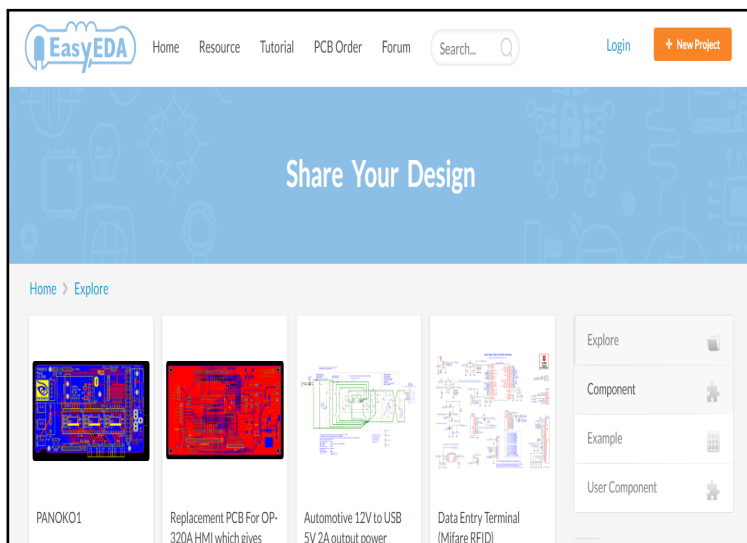 EasyEDA
Home Resource Tutorial PCB Order Forum Search... Login + New Project
Share Your Design
Home > Explore
Explore
Component
Example
User Component
PANOKO1
Replacement PCB For OP-
320A HMI which gives
Automotive 12V to USB
5V 2A output power
Data Entry Terminal
(Mifare RFID)